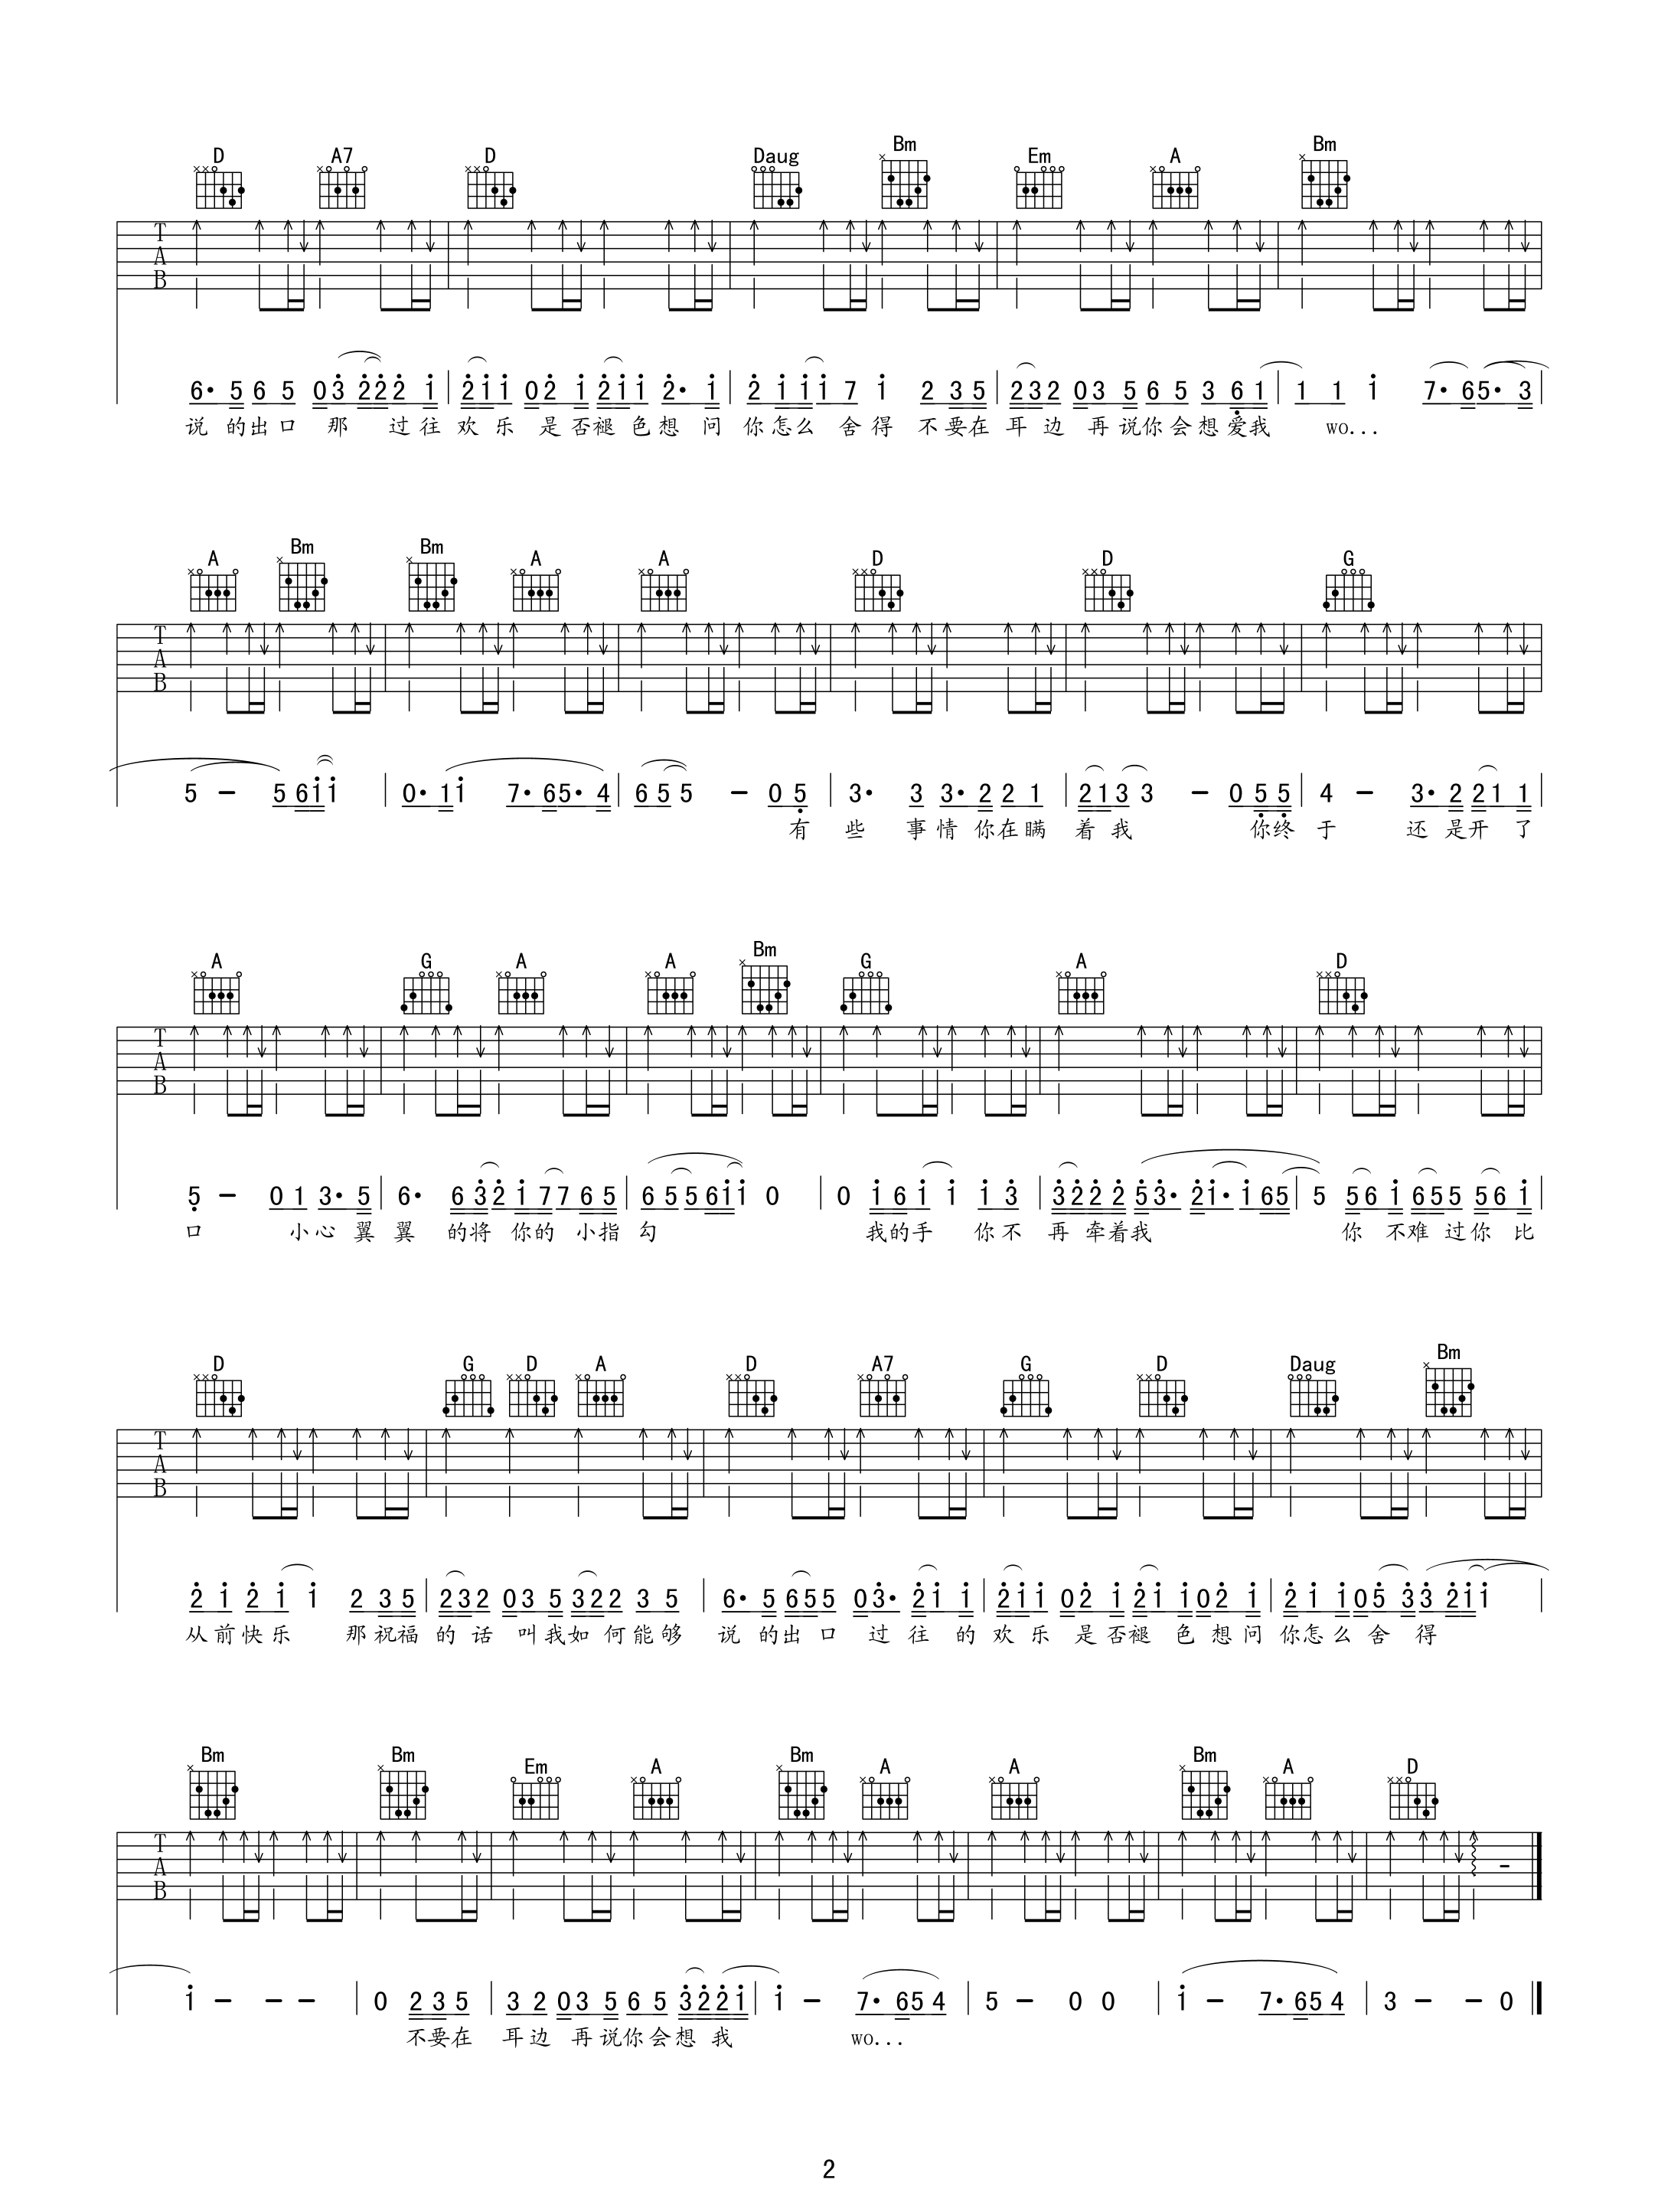 D A7 D Daug Bm Em A Bm
T A B
6· 5 6 5 0 3 2 2 2 1 | 2 1 1 0 2 1 2 1 1 2· 1 | 2 1 1 1 7 1 2 3 5 | 2 3 2 0 3 5 6 5 3 6 1 | 1 1 1 7· 6 5· 3 |
说 的出口 那 过往 欢 乐 是 否褪 色想 问 你怎么 舍得 不要在 耳 边 再说你会想爱我 wo...
A Bm Bm A A D D G
T A B
5 - 5 6 1 1 | 0· 1 1 7· 6 5· 4 | 6 5 5 - 0 5 | 3· 3 3· 2 2 1 | 2 1 3 3 - 0 5 5 | 4 - 3· 2 2 1 1 |
有 些 事情 你在瞒 着 我 你终 于 还 是开 了
A G A A Bm G A D
T A B
5 - 0 1 3· 5 | 6· 6 3 2 1 7 7 6 5 | 6 5 5 6 1 1 0 | 0 1 6 1 1 1 3 | 3 2 2 2 5 3· 2 1· 1 6 5 | 5 5 6 1 6 5 5 5 5 6 1 |
口 小心 翼 翼 的将 你的 小指 勾 我的手 你不 再 牵着我 你 不难 过你 比
D G D A D A7 G D Daug Bm
T A B
2 1 2 1 1 2 3 5 | 2 3 2 0 3 5 3 2 2 3 5 | 6· 5 6 5 5 0 3· 2 1 1 | 2 1 1 0 2 1 2 1 1 0 2 1 | 2 1 1 0 5 3 3 2 1 1 |
从前快乐 那祝福 的 话 叫我如 何能够 说 的出 口 过 往 的 欢 乐 是 否褪 色 想问 你怎么 舍 得
Bm Bm Em A Bm A A Bm A D
T A B
1 - - - | 0 2 3 5 | 3 2 0 3 5 6 5 3 2 2 1 | 1 - 7· 6 5 4 | 5 - 0 0 | 1 - 7· 6 5 4 | 3 - - 0
不要在 耳边 再说你会想 我 wo...
2